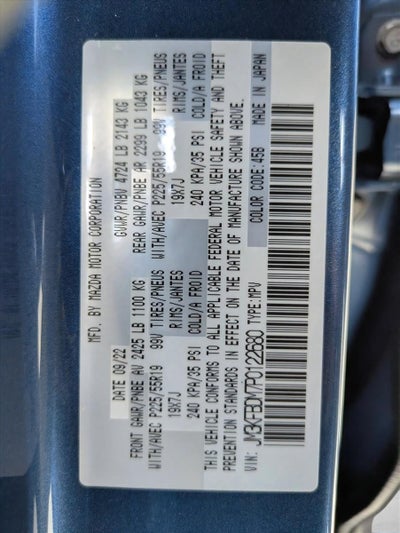 MFD. BY MAZDA MOTOR CORPORATION
DATE 09/22
GVWR/PNBV 4724 LB 2143 KG
FRONT GAWR/PNBE AV 2425 LB 1100 KG
REAR GAWR/PNBE AR 2299 LB 1043 KG
WITH/AVEC P225/55R19 99V TIRES/PNEUS
WITH/AVEC P225/55R19 99V TIRES/PNEUS
19X7J RIMS/JANTES
19X7J RIMS/JANTES
240 KPA/35 PSI COLD/A FROID
240 KPA/35 PSI COLD/A FROID
THIS VEHICLE CONFORMS TO ALL APPLICABLE FEDERAL MOTOR VEHICLE SAFETY AND THEFT
PREVENTION STANDARDS IN EFFECT ON THE DATE OF MANUFACTURE SHOWN ABOVE.
VIN: JM3KFBDM7P0122680
TYPE:MPV
COLOR CODE:45B
MADE IN JAPAN